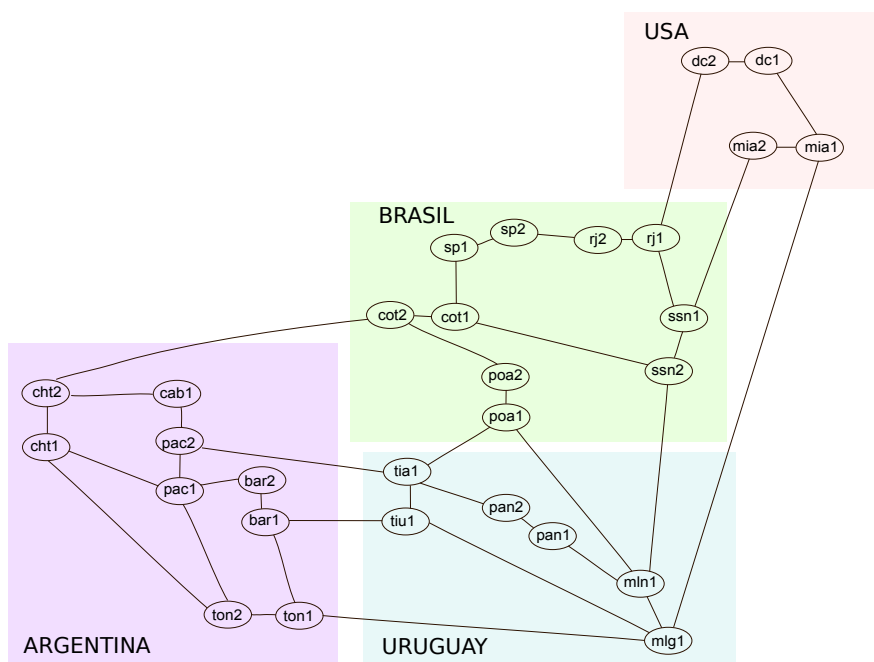 USA
dc2
dc1
mia2
mia1
BRASIL
sp1
sp2
rj2
rj1
cot2
cot1
ssn1
ssn2
poa2
poa1
cht2
cab1
cht1
pac2
pac1
bar2
bar1
ton2
ton1
ARGENTINA
tia1
tiu1
pan2
pan1
mln1
mlg1
URUGUAY